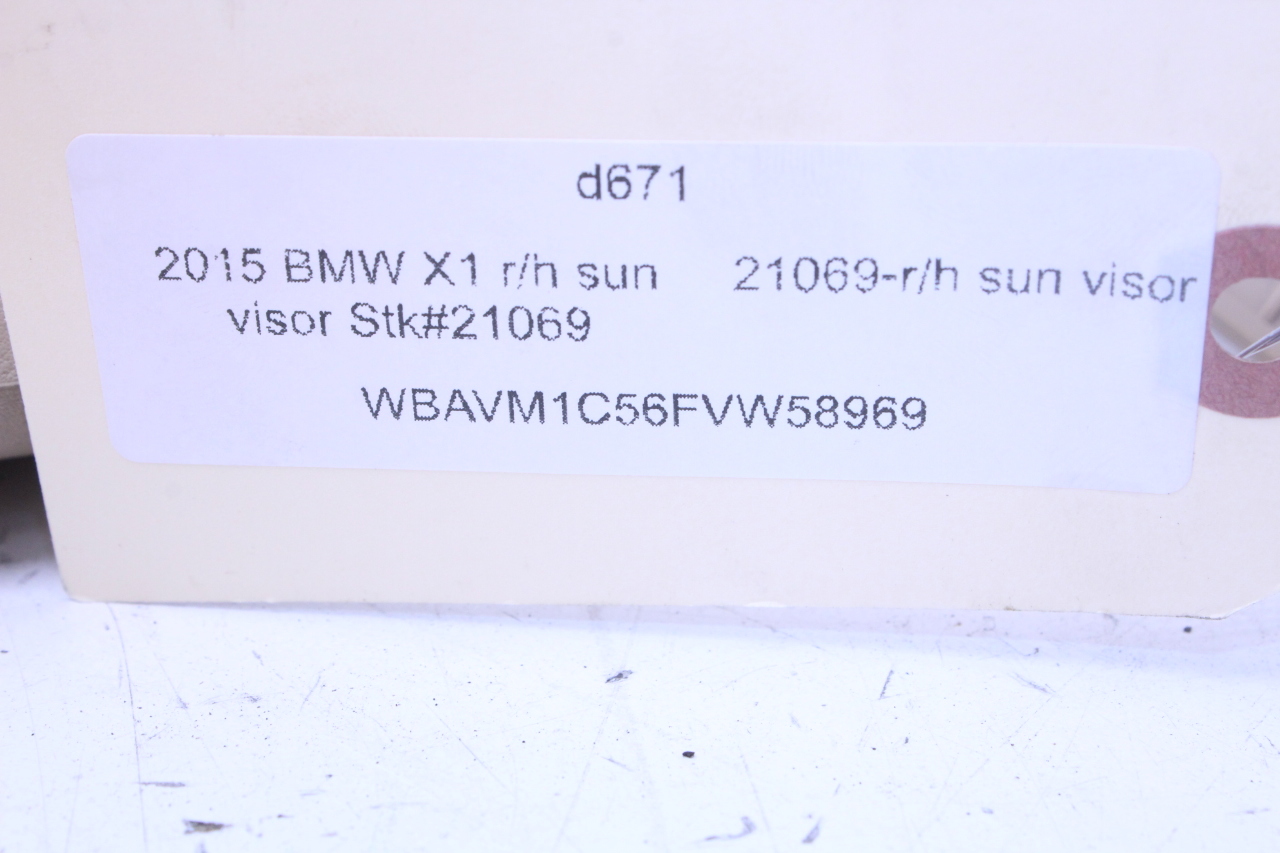 d671
2015 BMW X1 r/h sun
visor Stk#21069
21069-r/h sun visor
WBAVM1C56FVW58969